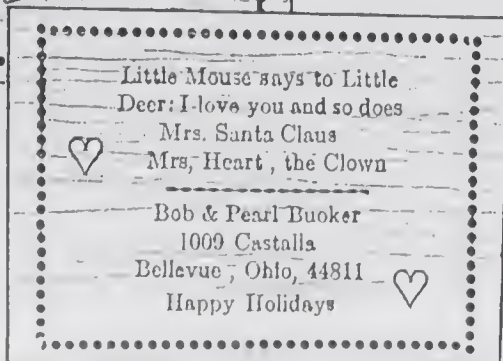 Little Mouse says to Little
Deer: I love you and so does
Mrs. Santa Claus
Mrs, Heart, the Clown
Bob & Pearl Buoker
1009 Castalla
Bellevue, Ohio, 44811
Happy Holidays